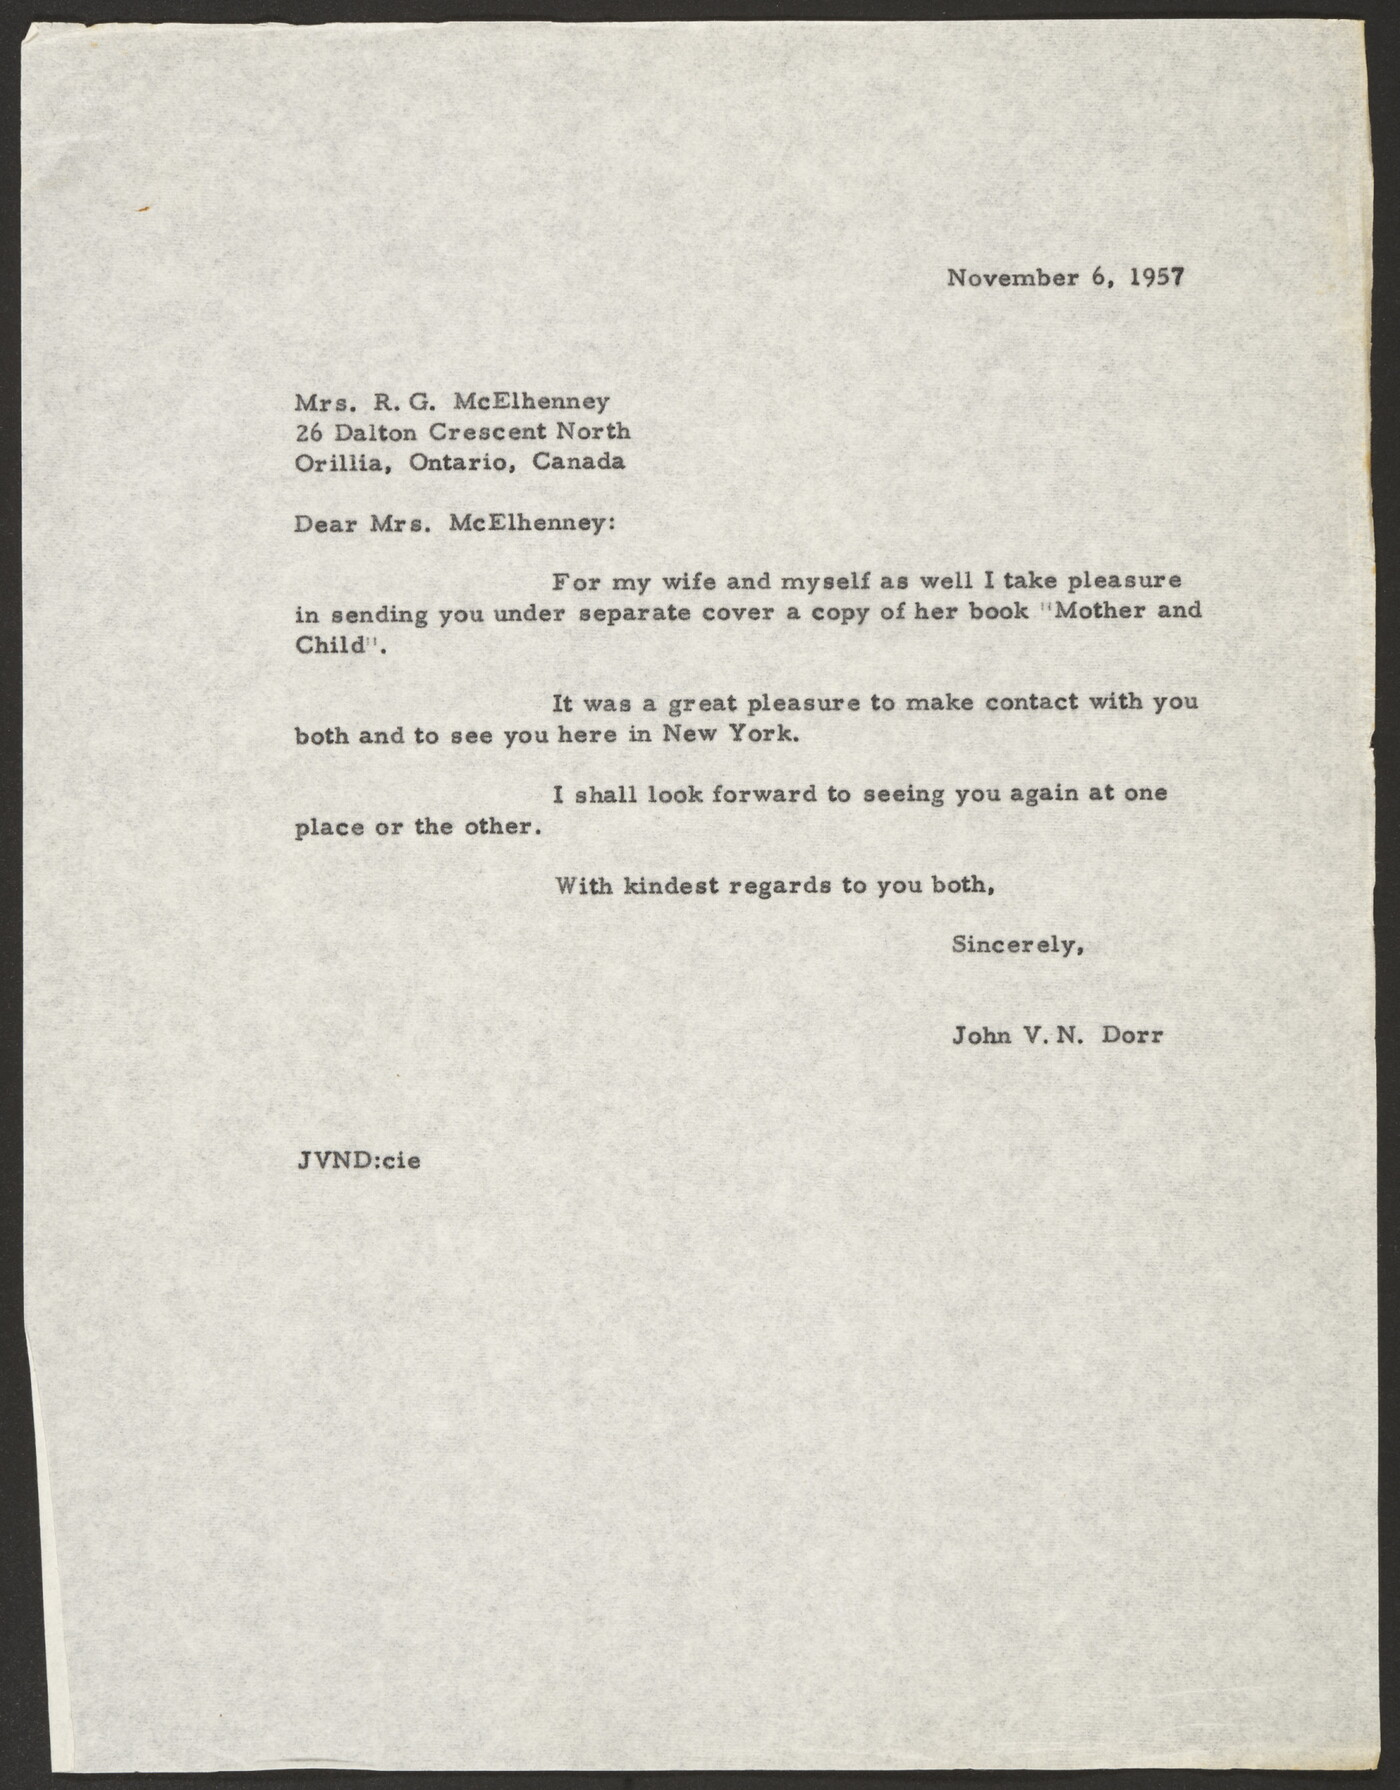 November 6, 1957
Mrs. R. G. McElhenney
26 Dalton Crescent North
Orillia, Ontario, Canada
Dear Mrs. McElhenney:
For my wife and myself as well I take pleasure
in sending you under separate cover a copy of her book "Mother and
Child".
It was a great pleasure to make contact with you
both and to see you here in New York.
I shall look forward to seeing you again at one
place or the other.
With kindest regards to you both,
Sincerely,
John V. N. Dorr
JVND:cie